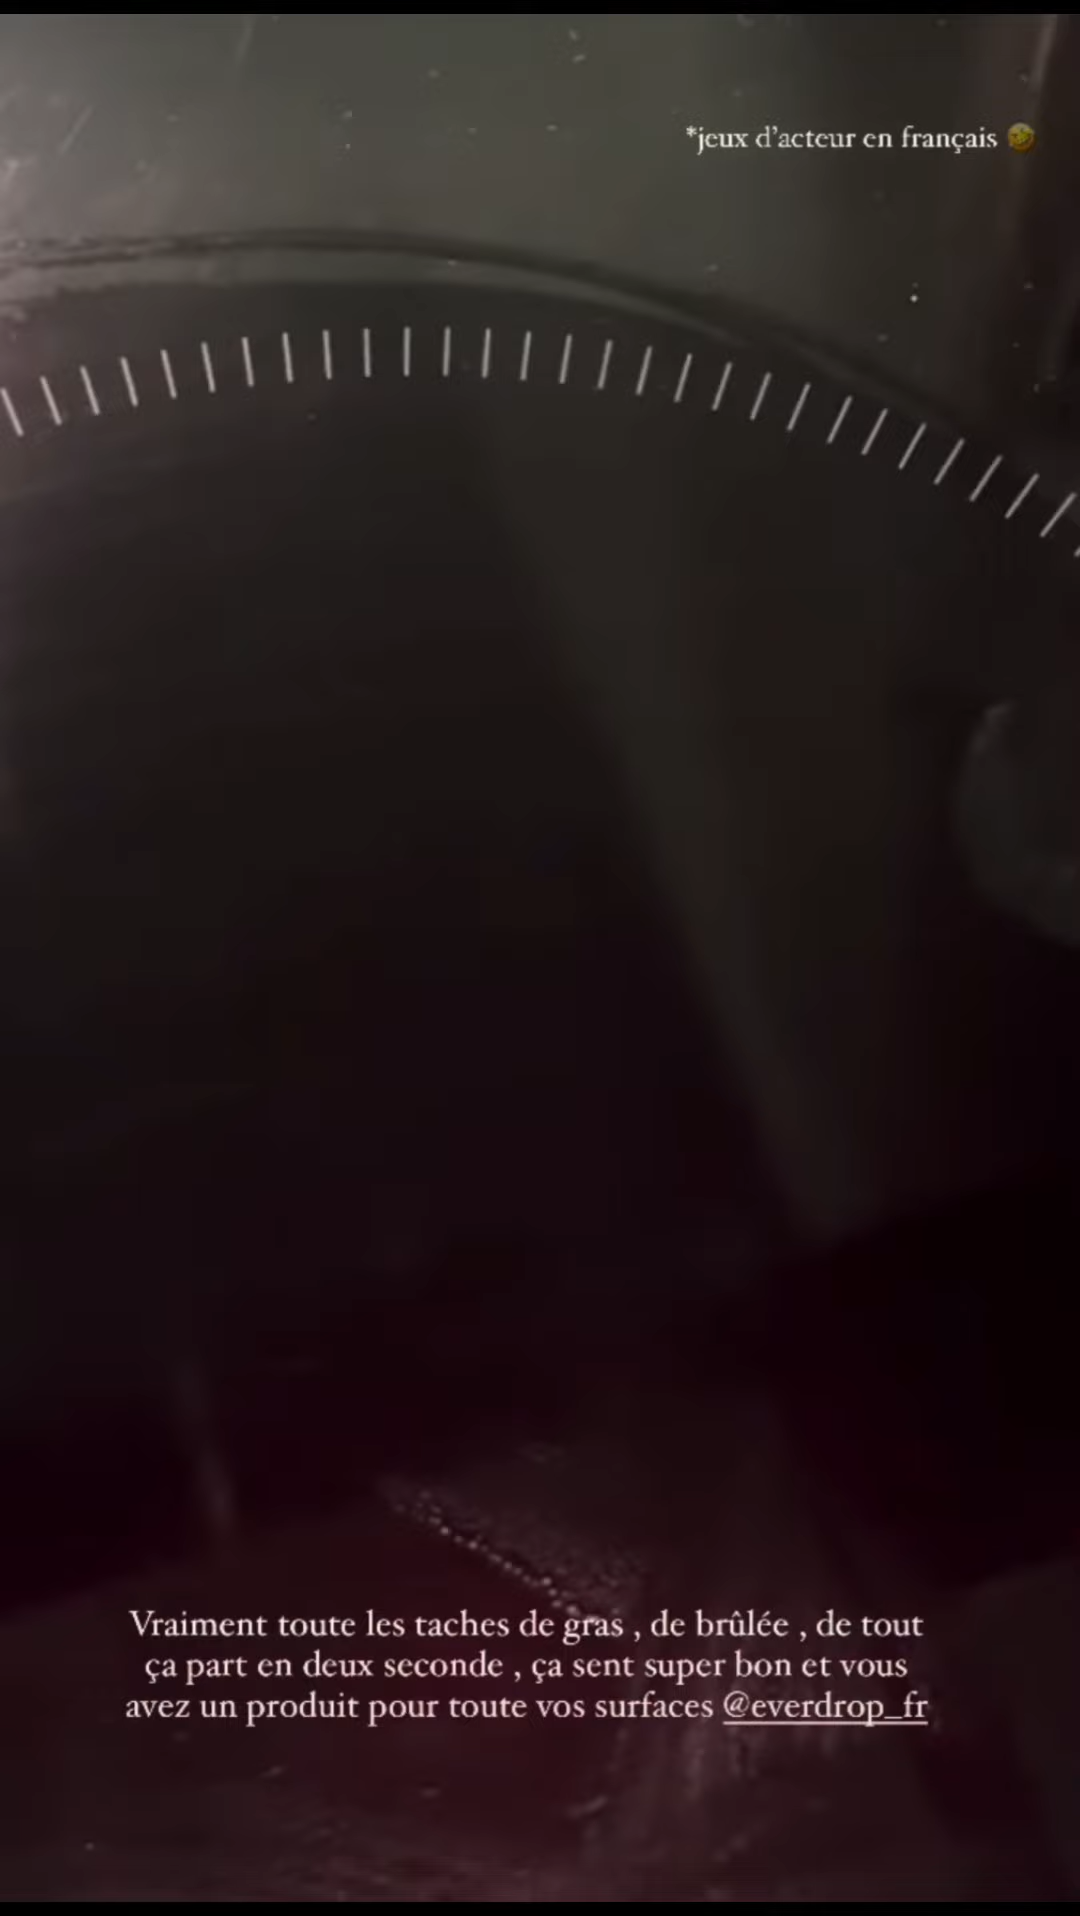 *jeux d'acteur en français 🤣
Vraiment toute les taches de gras , de brûlée , de tout
ça part en deux seconde , ça sent super bon et vous
avez un produit pour toute vos surfaces @everdrop_fr